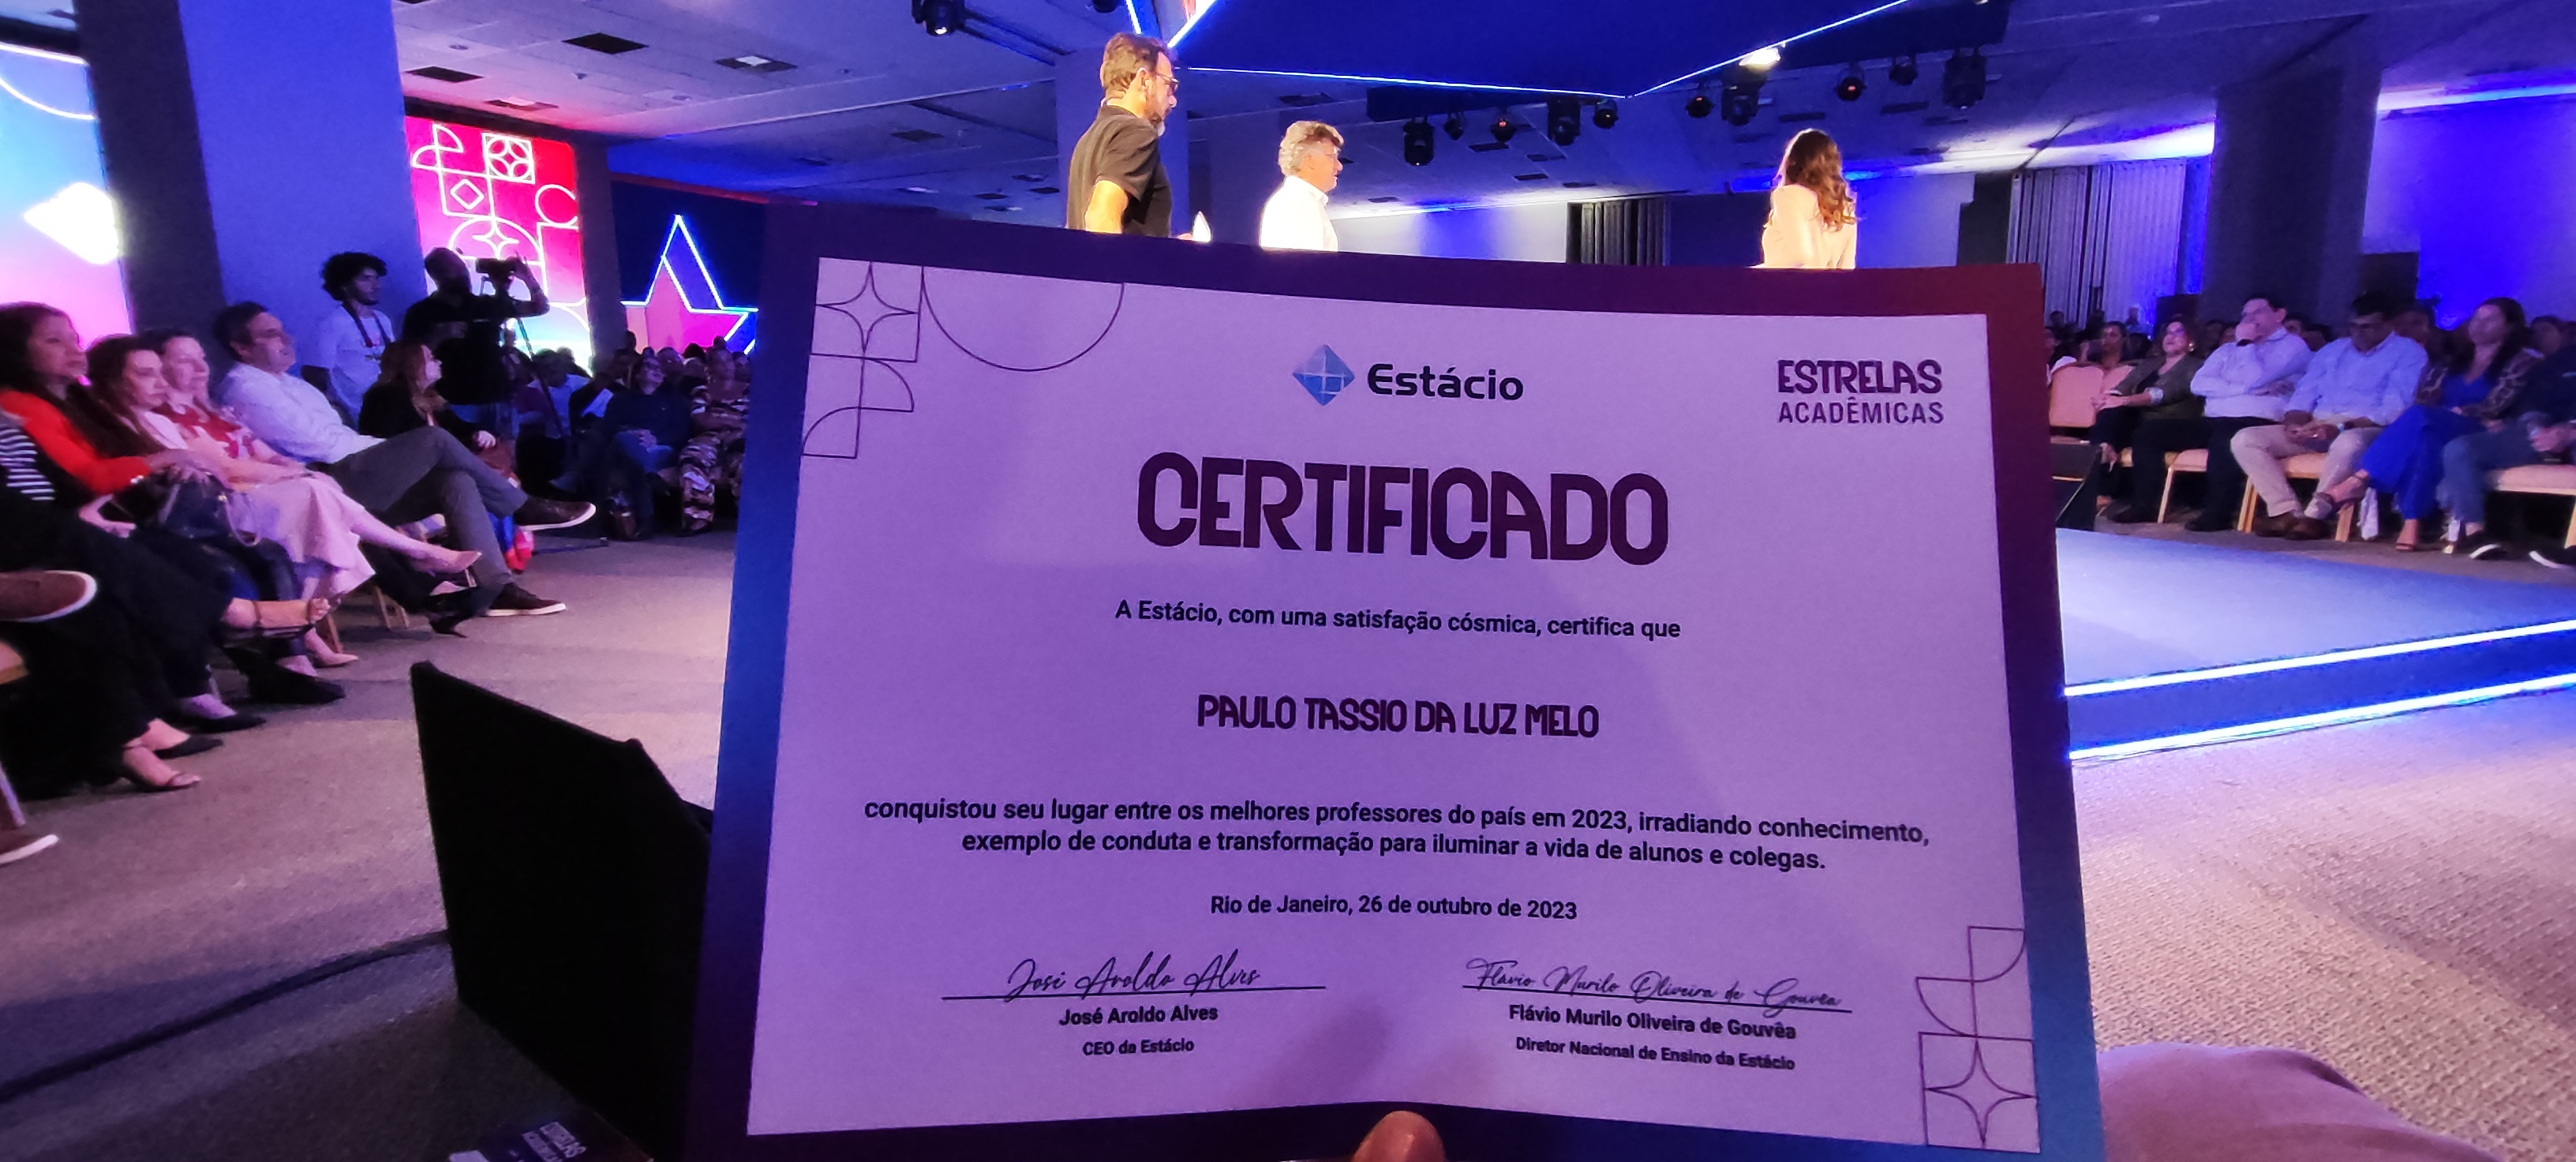 Estácio
ESTRELAS
ACADÊMICAS
CERTIFICADO
A Estácio, com uma satisfação cósmica, certifica que
PAULO TASSIO DA LUZ MELO
conquistou seu lugar entre os melhores professores do país em 2023, irradiando conhecimento,
exemplo de conduta e transformação para iluminar a vida de alunos e colegas.
Rio de Janeiro, 26 de outubro de 2023
José Aroldo Alves
Flávio Murilo Oliveira de Gouvêa
José Aroldo Alves
Flávio Murilo Oliveira de Gouvêa
CEO da Estácio
Diretor Nacional de Ensino da Estácio
ESTRELAS
ACADÊMICAS